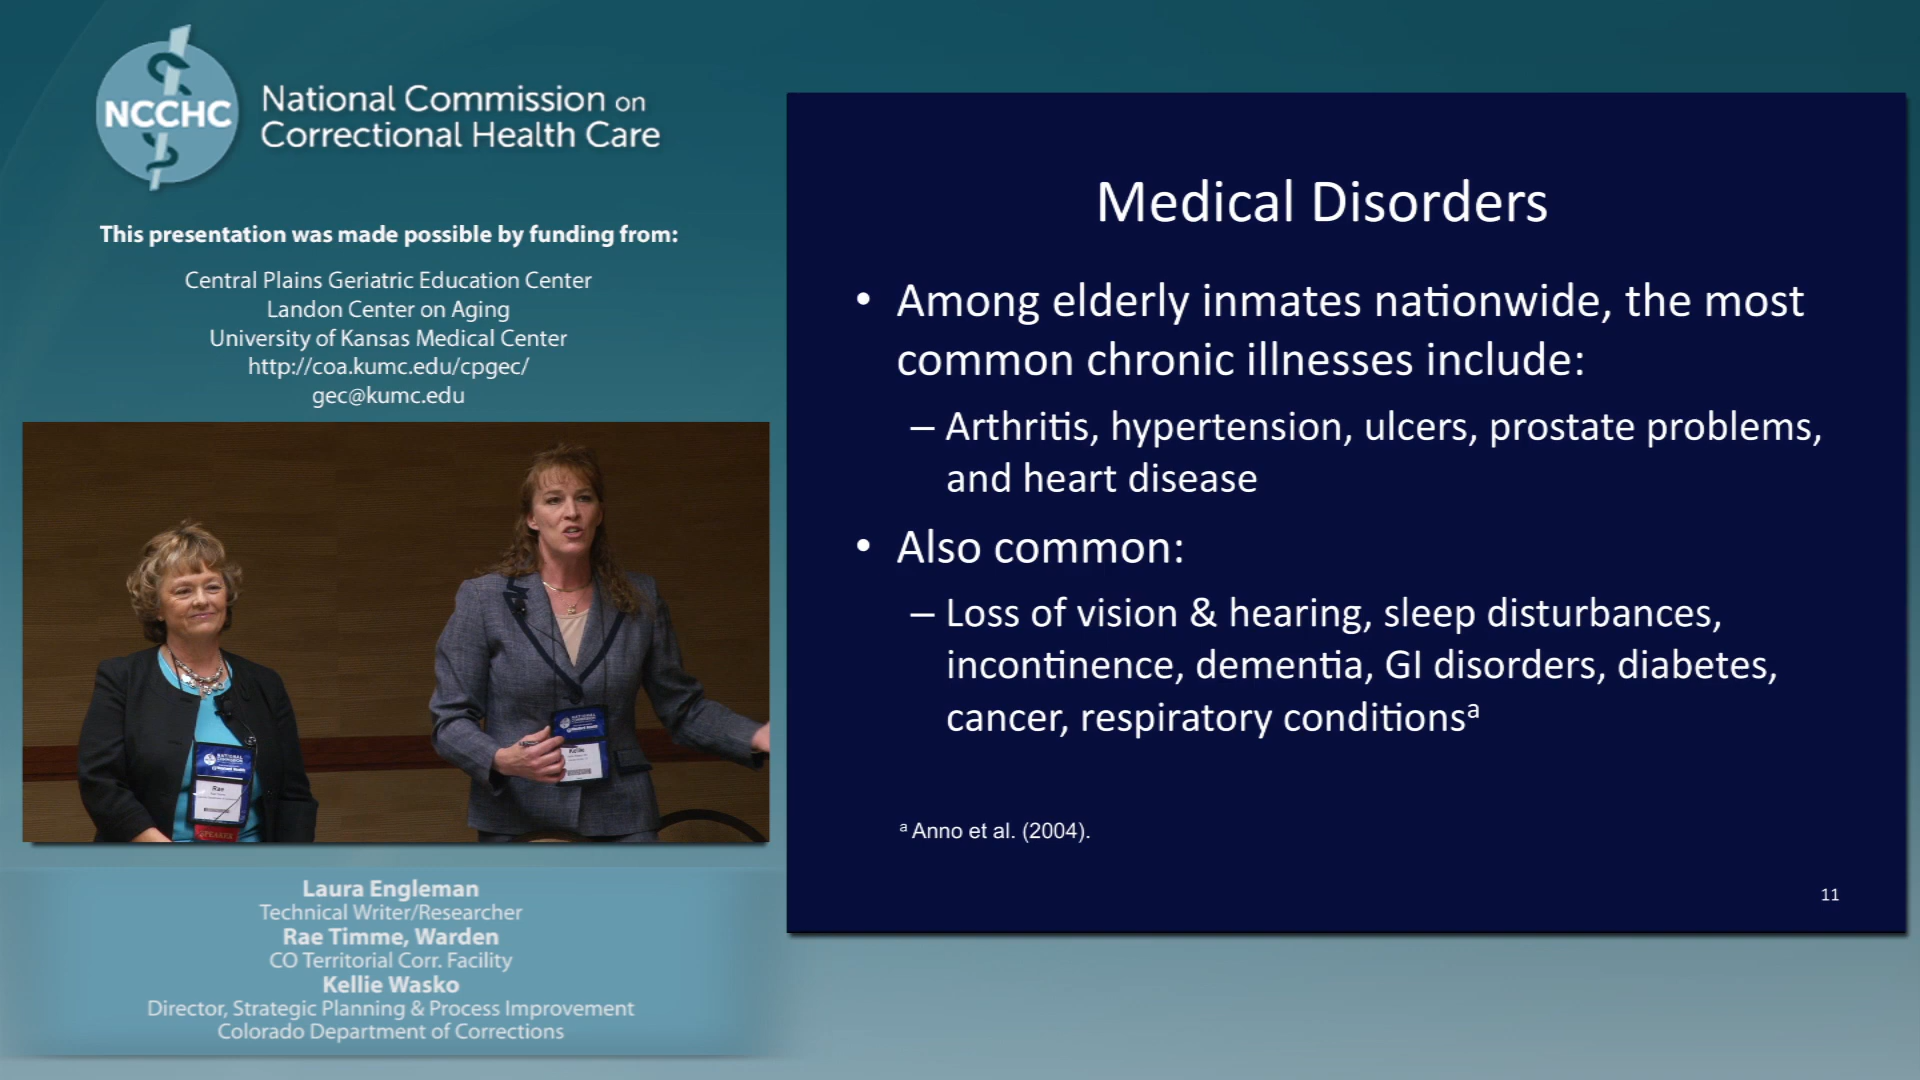 NCCHC
National Commission on
Correctional Health Care
This presentation was made possible by funding from:
Central Plains Geriatric Education Center
Landon Center on Aging
University of Kansas Medical Center
http://coa.kumc.edu/cpgec/
gec@kumc.edu
NATIONAL
Rae
SPEAKER
NATIONAL
Kellie
Laura Engleman
Technical Writer/Researcher
Rae Timme, Warden
CO Territorial Corr. Facility
Kellie Wasko
Director, Strategic Planning & Process Improvement
Colorado Department of Corrections
Medical Disorders
• Among elderly inmates nationwide, the most
common chronic illnesses include:
– Arthritis, hypertension, ulcers, prostate problems,
and heart disease
• Also common:
– Loss of vision & hearing, sleep disturbances,
incontinence, dementia, GI disorders, diabetes,
cancer, respiratory conditionsᵃ
ᵃ Anno et al. (2004).
11